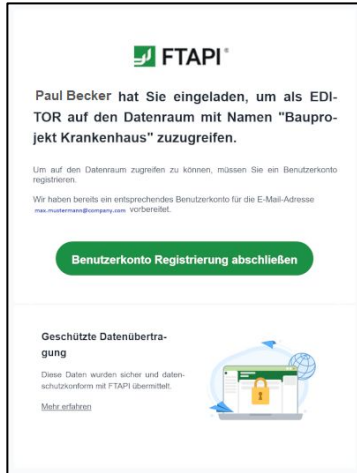 FTAPI®
Paul Becker hat Sie eingeladen, um als EDI-
TOR auf den Datenraum mit Namen "Baupro-
jekt Krankenhaus" zuzugreifen.
Um auf den Datenraum zugreifen zu können, müssen Sie ein Benutzerkonto
registrieren.
Wir haben bereits ein entsprechendes Benutzerkonto für die E-Mail-Adresse
max.mustermann@company.com vorbereitet.
Benutzerkonto Registrierung abschließen
Geschützte Datenübertra-
gung
Diese Daten wurden sicher und daten-
schutzkonform mit FTAPI übermittelt.
Mehr erfahren